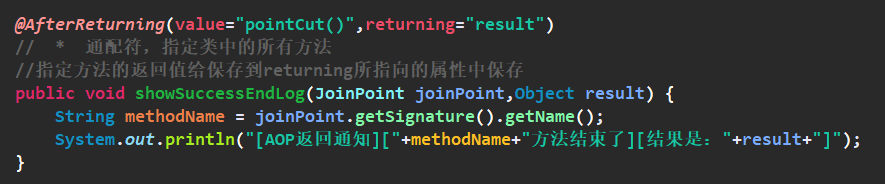 @AfterReturning(value="pointCut()",returning="result")
//  *  通配符，指定类中的所有方法
//指定方法的返回值给保存到returning所指向的属性中保存
public void showSuccessEndLog(JoinPoint joinPoint,Object result) {
    String methodName = joinPoint.getSignature().getName();
    System.out.println("[AOP返回通知]["+methodName+"方法结束了][结果是："+result+"]");
}